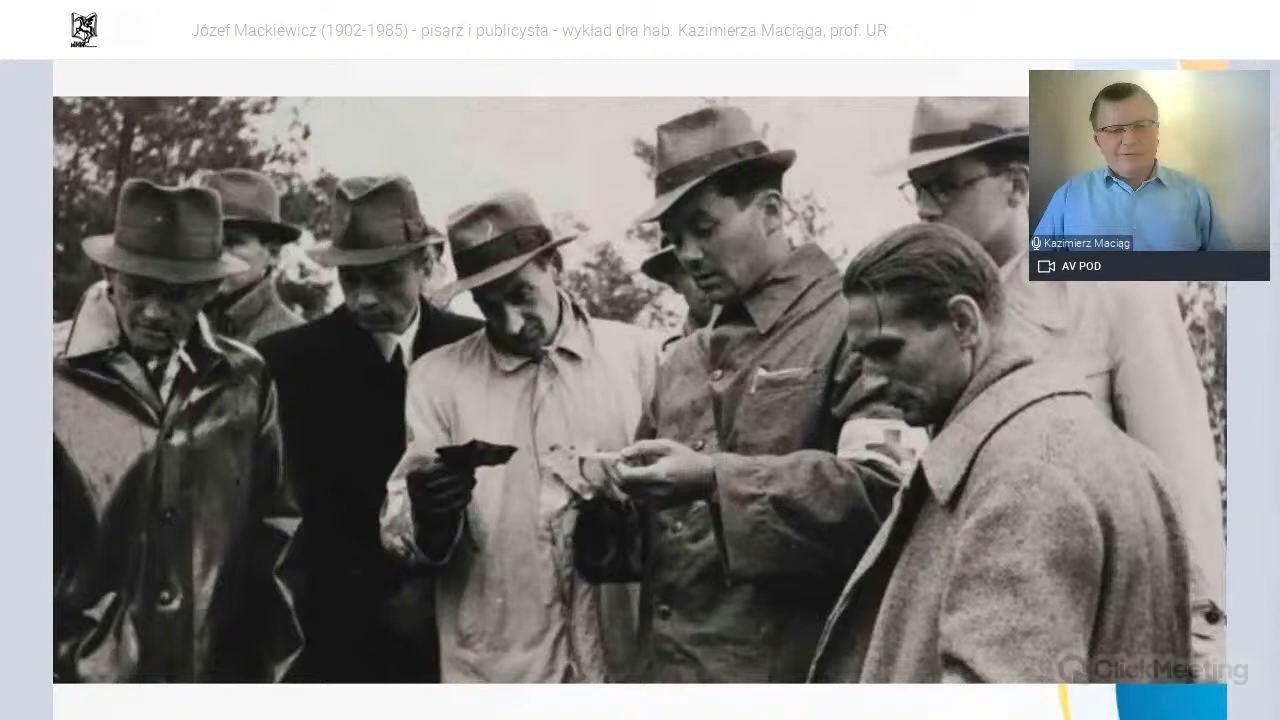 Józef Mackiewicz (1902-1985) - pisarz i publicysta - wykład dra hab. Kazimierza Maciąga, prof. UR
Kazimierz Maciąg
AV POD
ClickMeeting